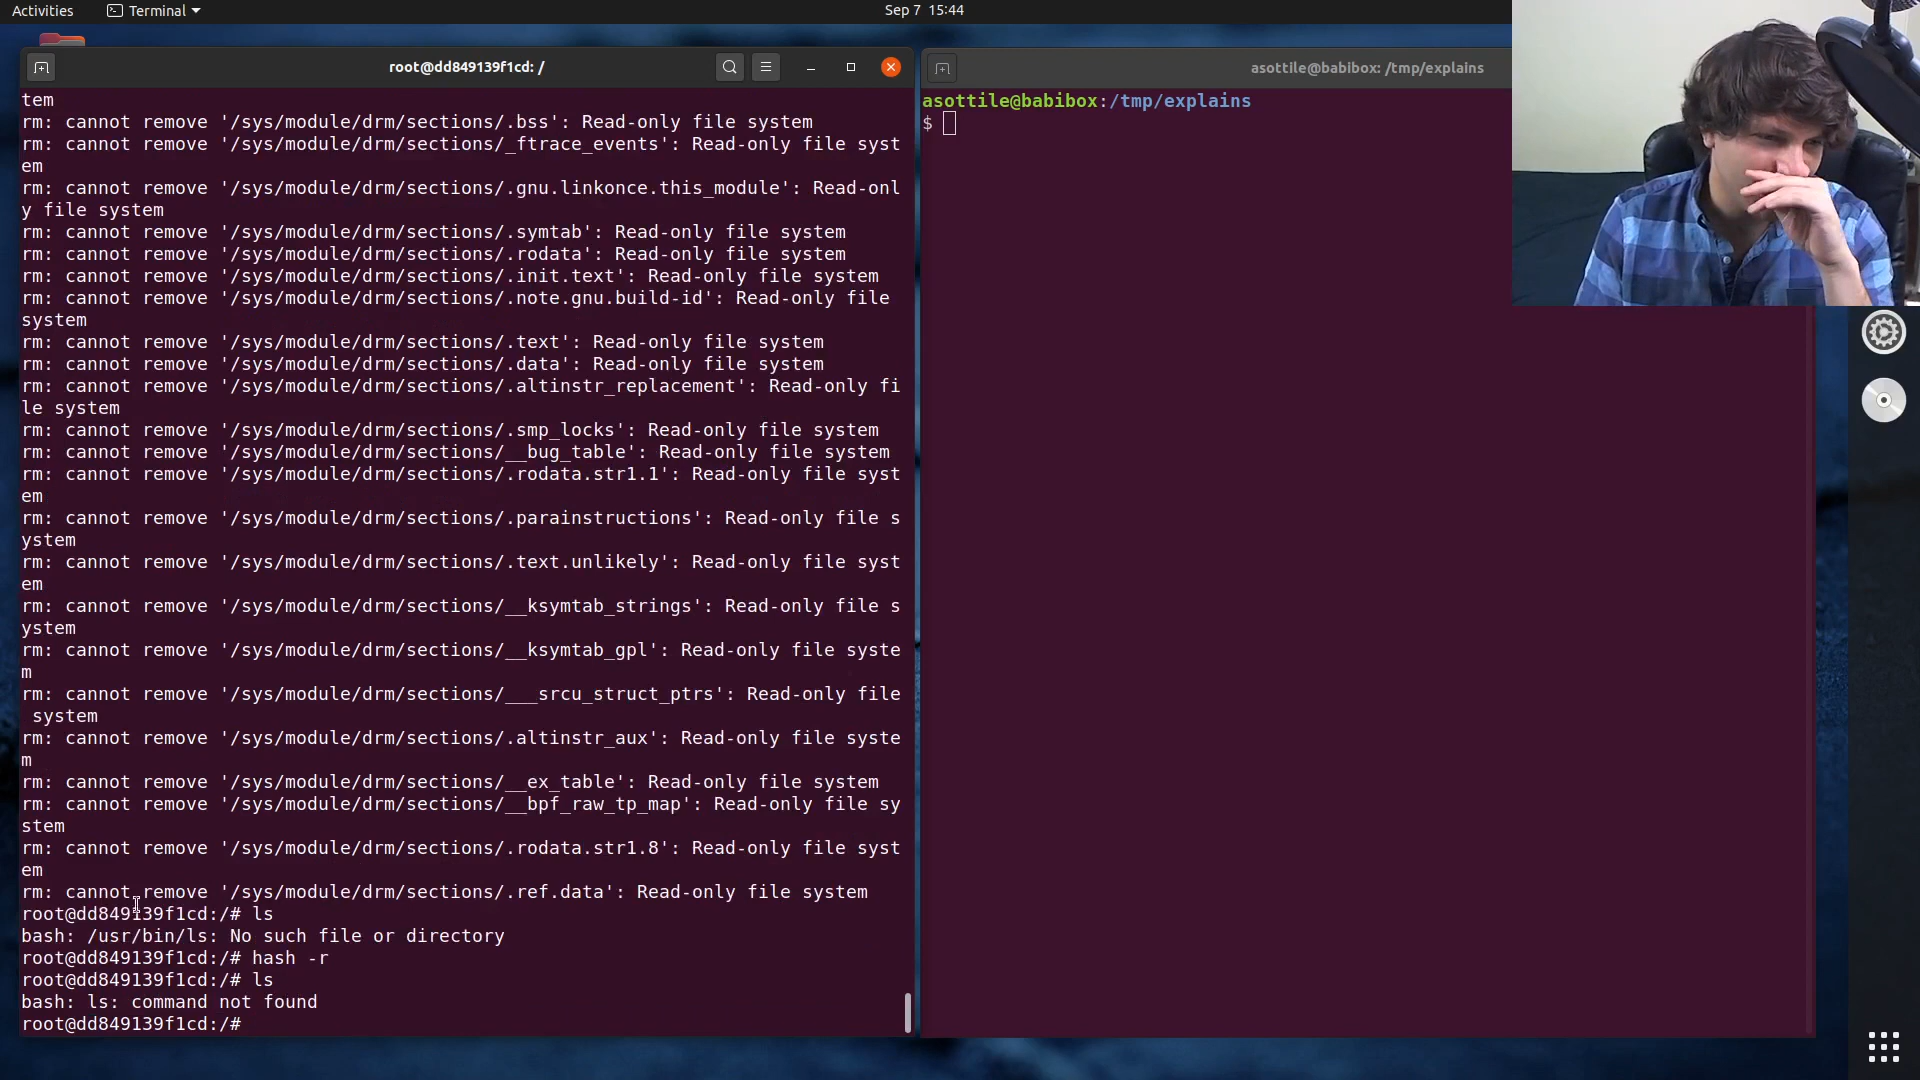 Activities
Terminal
Sep 7 15:44
root@dd849139f1cd: /
tem
rm: cannot remove '/sys/module/drm/sections/.bss': Read-only file system
rm: cannot remove '/sys/module/drm/sections/_ftrace_events': Read-only file syst
em
rm: cannot remove '/sys/module/drm/sections/.gnu.linkonce.this_module': Read-onl
y file system
rm: cannot remove '/sys/module/drm/sections/.symtab': Read-only file system
rm: cannot remove '/sys/module/drm/sections/.rodata': Read-only file system
rm: cannot remove '/sys/module/drm/sections/.init.text': Read-only file system
rm: cannot remove '/sys/module/drm/sections/.note.gnu.build-id': Read-only file
system
rm: cannot remove '/sys/module/drm/sections/.text': Read-only file system
rm: cannot remove '/sys/module/drm/sections/.data': Read-only file system
rm: cannot remove '/sys/module/drm/sections/.altinstr_replacement': Read-only fi
le system
rm: cannot remove '/sys/module/drm/sections/.smp_locks': Read-only file system
rm: cannot remove '/sys/module/drm/sections/__bug_table': Read-only file system
rm: cannot remove '/sys/module/drm/sections/.rodata.str1.1': Read-only file syst
em
rm: cannot remove '/sys/module/drm/sections/.parainstructions': Read-only file s
ystem
rm: cannot remove '/sys/module/drm/sections/.text.unlikely': Read-only file syst
em
rm: cannot remove '/sys/module/drm/sections/__ksymtab_strings': Read-only file s
ystem
rm: cannot remove '/sys/module/drm/sections/__ksymtab_gpl': Read-only file syste
m
rm: cannot remove '/sys/module/drm/sections/___srcu_struct_ptrs': Read-only file
 system
rm: cannot remove '/sys/module/drm/sections/.altinstr_aux': Read-only file syste
m
rm: cannot remove '/sys/module/drm/sections/__ex_table': Read-only file system
rm: cannot remove '/sys/module/drm/sections/__bpf_raw_tp_map': Read-only file sy
stem
rm: cannot remove '/sys/module/drm/sections/.rodata.str1.8': Read-only file syst
em
rm: cannot remove '/sys/module/drm/sections/.ref.data': Read-only file system
root@dd849139f1cd:/# ls
bash: /usr/bin/ls: No such file or directory
root@dd849139f1cd:/# hash -r
root@dd849139f1cd:/# ls
bash: ls: command not found
root@dd849139f1cd:/#
asottile@babibox: /tmp/explains
asottile@babibox:/tmp/explains
$